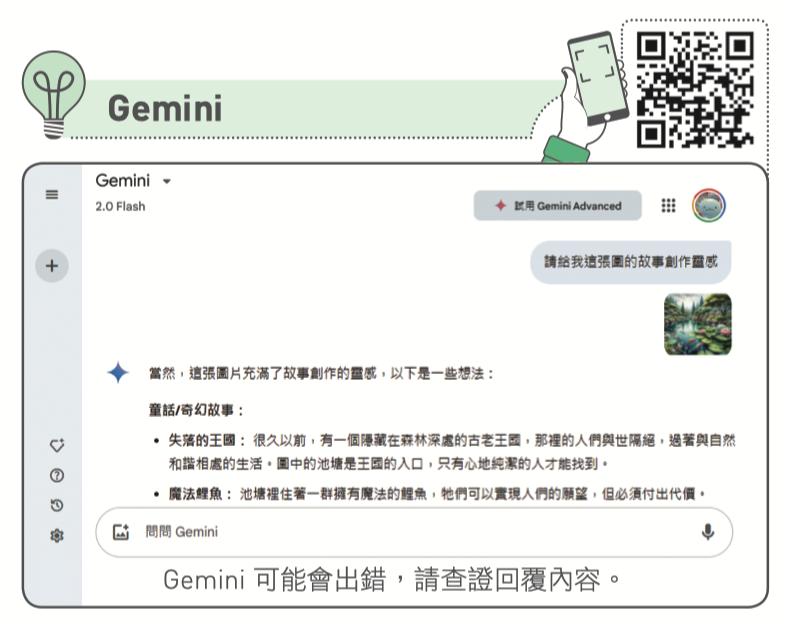 Gemini
Gemini
2.0 Flash
試用 Gemini Advanced
請給我這張圖的故事創作靈感
當然，這張圖片充滿了故事創作的靈感，以下是一些想法：
童話/奇幻故事：
• 失落的王國： 很久以前，有一個隱藏在森林深處的古老王國，那裡的人們與世隔絕，過著與自然
和諧相處的生活。圖中的池塘是王國的入口，只有心地純潔的人才能找到。
• 魔法鯉魚： 池塘裡住著一群擁有魔法的鯉魚，牠們可以實現人們的願望，但必須付出代價。
問問 Gemini
Gemini 可能會出錯，請查證回覆內容。